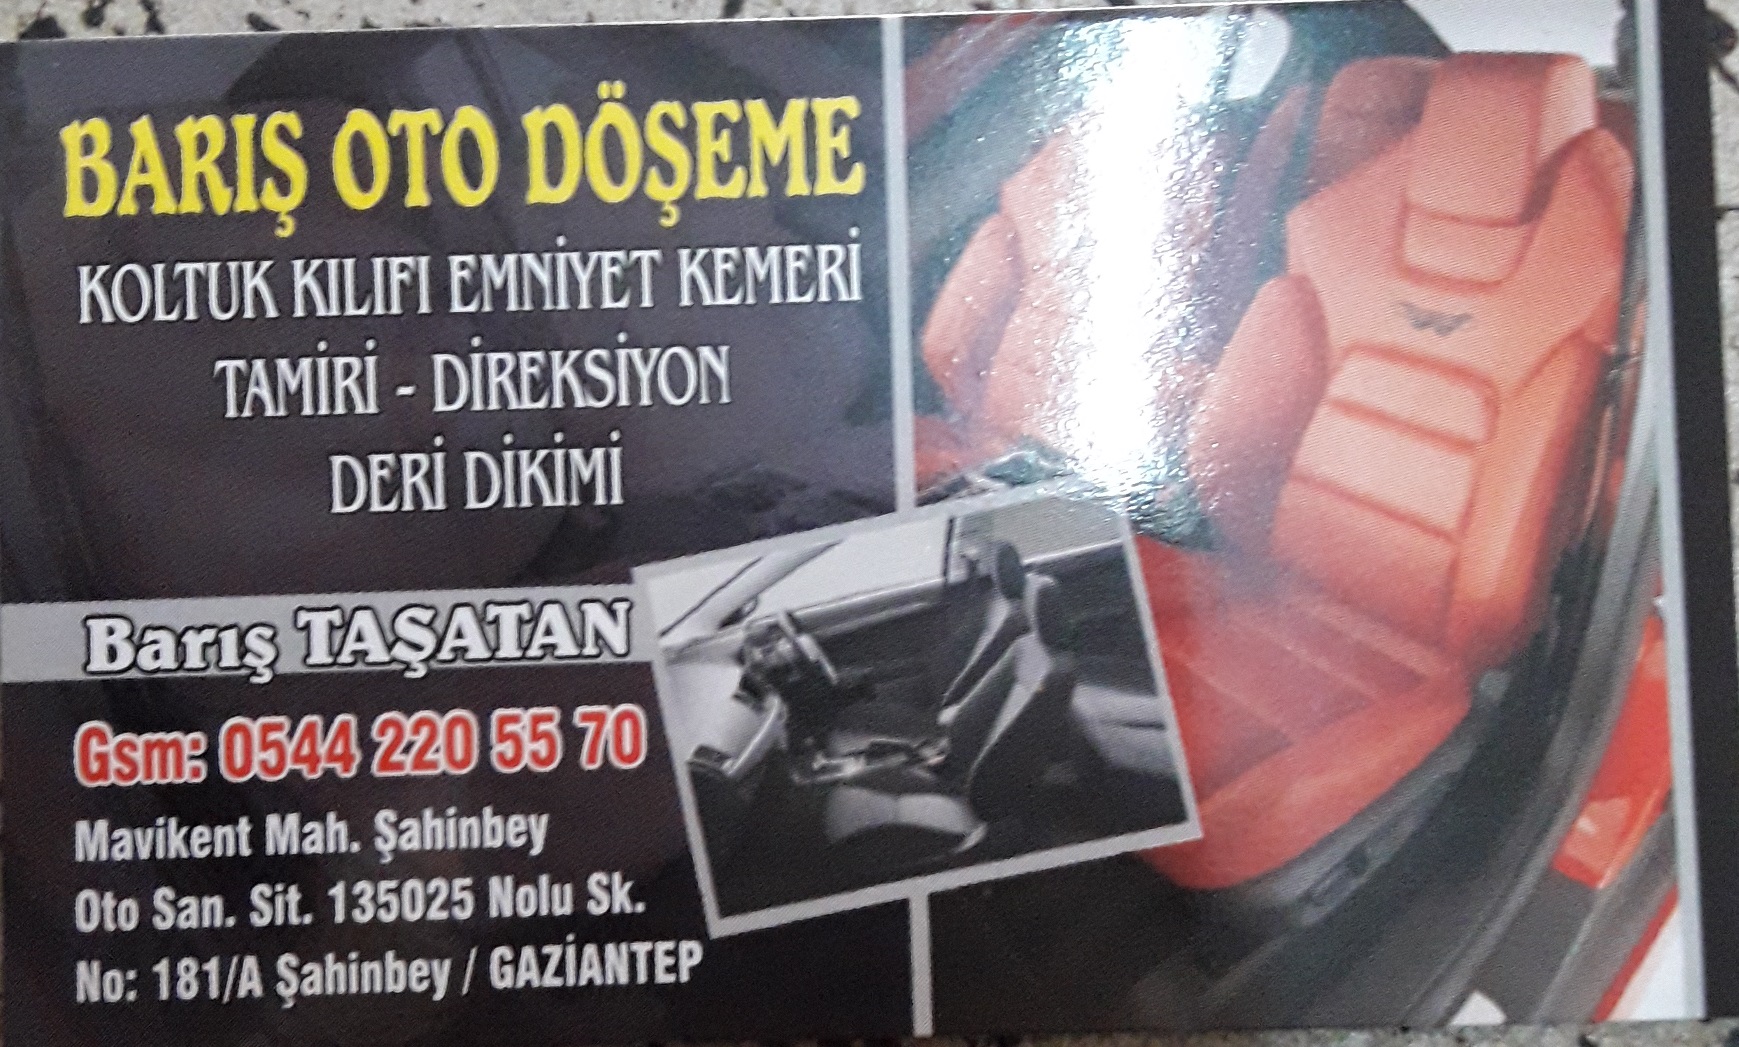 BARIŞ OTO DÖŞEME
KOLTUK KILIFI EMNİYET KEMERİ
TAMİRİ - DİREKSİYON
DERİ DİKİMİ
Barış TAŞATAN
Gsm: 0544 220 55 70
Mavikent Mah. Şahinbey
Oto San. Sit. 135025 Nolu Sk.
No: 181/A Şahinbey / GAZİANTEP